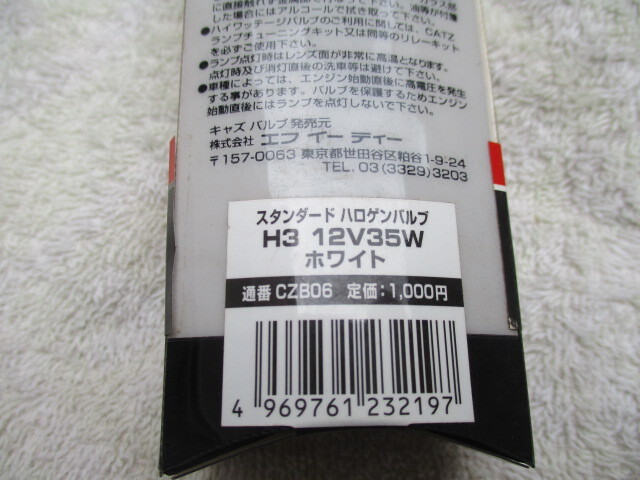 に直接触れず
した場合にはアルコールで拭き取って下さい。
●ハイワッテージバルブのご利用に関しては、CATZ
ランプチューニングキット又は同等のリレーキット
を必ずご使用下さい。
●ランプ点灯時はレンズ面が非常に高温となります。
点灯時及び消灯直後の洗車等は避けて下さい。
●車種によっては、エンジン始動直後に高電圧を発生
する事があります。バルブを保護するためエンジン
始動直後にはランプを点灯しないで下さい。
キャズ バルブ発売元
株式会社 エフ イー ティー
〒157-0063 東京都世田谷区粕谷1-9-24
TEL. 03(3329)3203
スタンダード ハロゲンバルブ
H3 12V35W
ホワイト
通番 CZB06 定価:1,000円
4 969761 232197